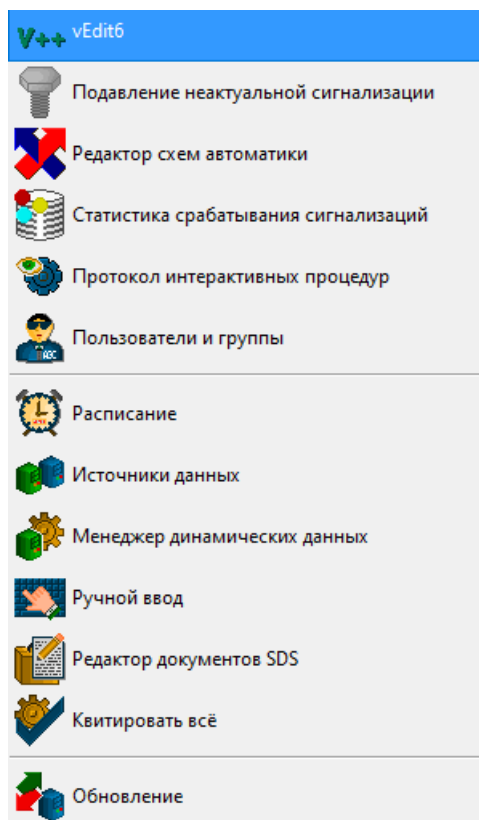 V++ vEdit6
Подавление неактуальной сигнализации
Редактор схем автоматики
Статистика срабатывания сигнализаций
Протокол интерактивных процедур
Пользователи и группы
Расписание
Источники данных
Менеджер динамических данных
Ручной ввод
Редактор документов SDS
Квитировать всё
Обновление